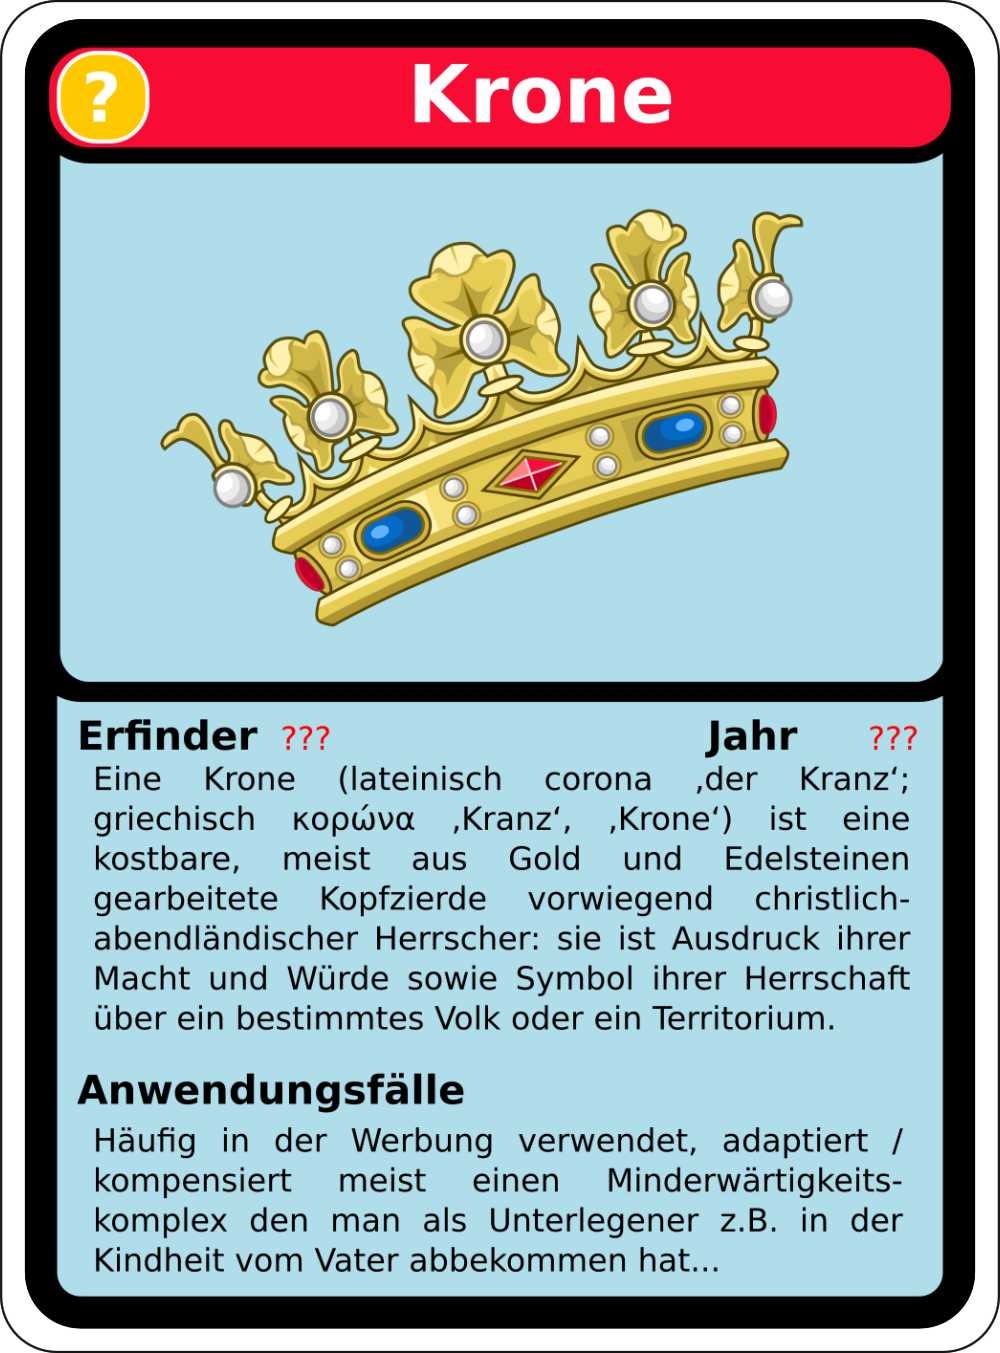 ?
Krone
Erfinder ??? Jahr ???
Eine Krone (lateinisch corona ‚der Kranz‘;
griechisch κορώνα ‚Kranz‘, ‚Krone‘) ist eine
kostbare, meist aus Gold und Edelsteinen
gearbeitete Kopfzierde vorwiegend christlich-
abendländischer Herrscher: sie ist Ausdruck ihrer
Macht und Würde sowie Symbol ihrer Herrschaft
über ein bestimmtes Volk oder ein Territorium.
Anwendungsfälle
Häufig in der Werbung verwendet, adaptiert /
kompensiert meist einen Minderwärtigkeits-
komplex den man als Unterlegener z.B. in der
Kindheit vom Vater abbekommen hat...